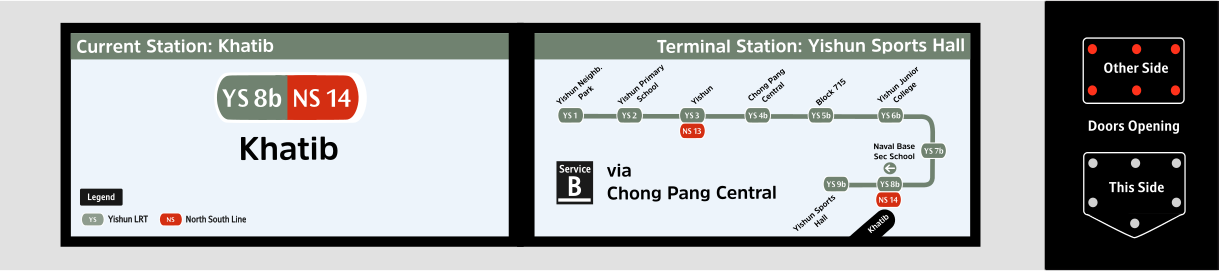 Current Station: Khatib
YS 8b NS 14
Khatib
Legend
YS Yishun LRT NS North South Line
Terminal Station: Yishun Sports Hall
Yishun Neighb.
Park
Yishun Primary
School
Yishun
Chong Pang
Central
Block 715
Yishun Junior
College
YS 1 YS 2 YS 3 YS 4b YS 5b YS 6b
NS 13
YS 7b
Naval Base
Sec School
YS 9b YS 8b
NS 14
Yishun Sports
Hall
Khatib
Service
B
via
Chong Pang Central
Other Side
Doors Opening
This Side